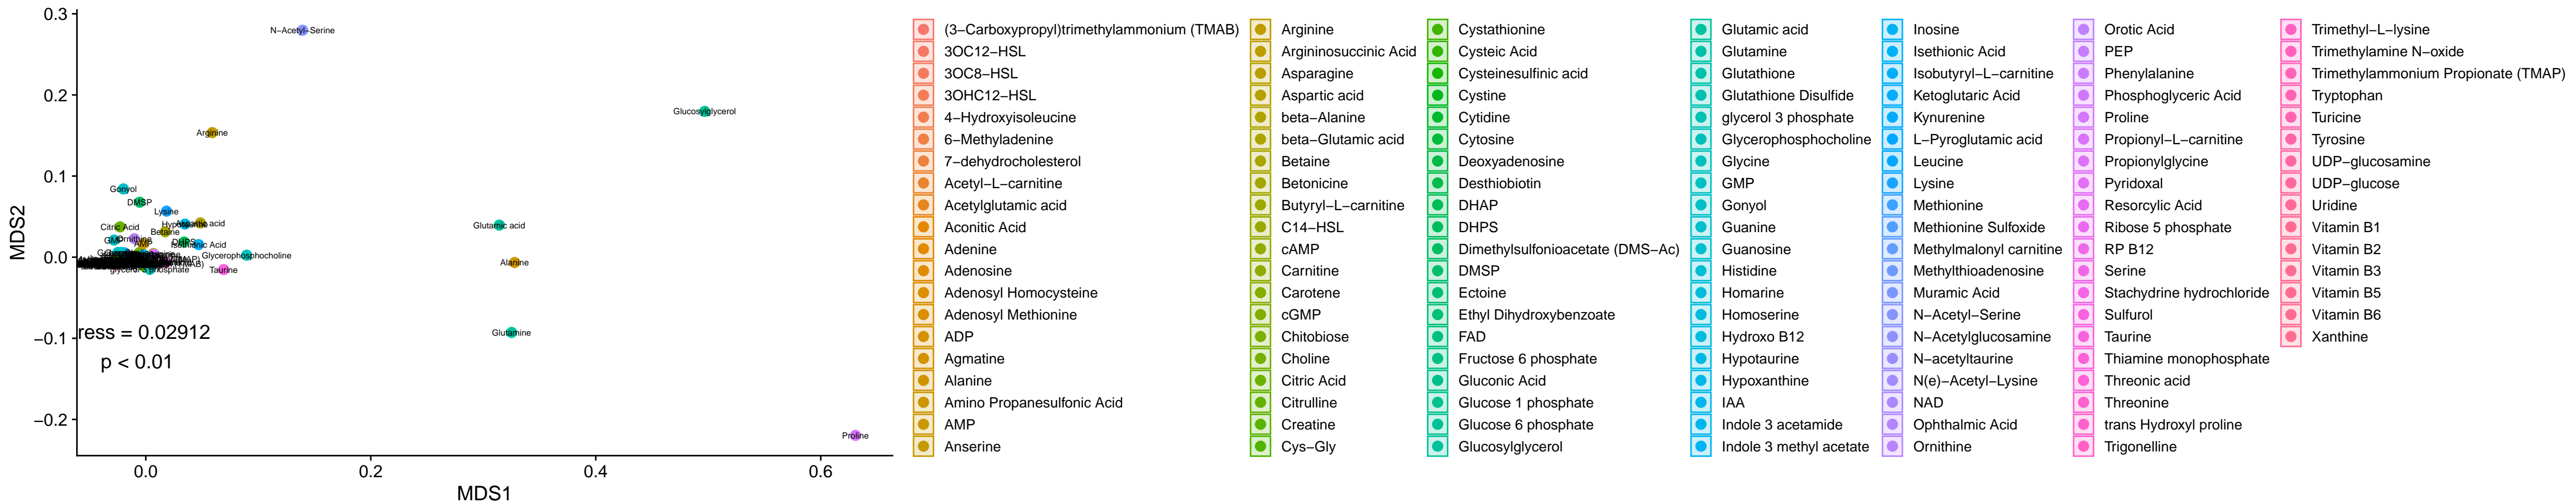 0.3
0.2
0.1
0.0
−0.1
−0.2
MDS2
N−Acetyl−Serine
Glucosylglycerol
Arginine
Gonyol
DMSP
Lysine
Aspartic acid
Citric Acid
Glutamic acid
Betaine
Ornithine
AMP
DHPS
Isethionic Acid
Glycerophosphocholine
Alanine
Taurine
glycerol 3 phosphate
ress = 0.02912
p < 0.01
Glutamine
Proline
0.0
0.2
0.4
0.6
MDS1
(3−Carboxypropyl)trimethylammonium (TMAB)
3OC12−HSL
3OC8−HSL
3OHC12−HSL
4−Hydroxyisoleucine
6−Methyladenine
7−dehydrocholesterol
Acetyl−L−carnitine
Acetylglutamic acid
Aconitic Acid
Adenine
Adenosine
Adenosyl Homocysteine
Adenosyl Methionine
ADP
Agmatine
Alanine
Amino Propanesulfonic Acid
AMP
Anserine
Arginine
Argininosuccinic Acid
Asparagine
Aspartic acid
beta−Alanine
beta−Glutamic acid
Betaine
Betonicine
Butyryl−L−carnitine
C14−HSL
cAMP
Carnitine
Carotene
cGMP
Chitobiose
Choline
Citric Acid
Citrulline
Creatine
Cys−Gly
Cystathionine
Cysteic Acid
Cysteinesulfinic acid
Cystine
Cytidine
Cytosine
Deoxyadenosine
Desthiobiotin
DHAP
DHPS
Dimethylsulfonioacetate (DMS−Ac)
DMSP
Ectoine
Ethyl Dihydroxybenzoate
FAD
Fructose 6 phosphate
Gluconic Acid
Glucose 1 phosphate
Glucose 6 phosphate
Glucosylglycerol
Glutamic acid
Glutamine
Glutathione
Glutathione Disulfide
glycerol 3 phosphate
Glycerophosphocholine
Glycine
GMP
Gonyol
Guanine
Guanosine
Histidine
Homarine
Homoserine
Hydroxo B12
Hypotaurine
Hypoxanthine
IAA
Indole 3 acetamide
Indole 3 methyl acetate
Inosine
Isethionic Acid
Isobutyryl−L−carnitine
Ketoglutaric Acid
Kynurenine
L−Pyroglutamic acid
Leucine
Lysine
Methionine
Methionine Sulfoxide
Methylmalonyl carnitine
Methylthioadenosine
Muramic Acid
N−Acetyl−Serine
N−Acetylglucosamine
N−acetyltaurine
N(e)−Acetyl−Lysine
NAD
Ophthalmic Acid
Ornithine
Orotic Acid
PEP
Phenylalanine
Phosphoglyceric Acid
Proline
Propionyl−L−carnitine
Propionylglycine
Pyridoxal
Resorcylic Acid
Ribose 5 phosphate
RP B12
Serine
Stachydrine hydrochloride
Sulfurol
Taurine
Thiamine monophosphate
Threonic acid
Threonine
trans Hydroxyl proline
Trigonelline
Trimethyl−L−lysine
Trimethylamine N−oxide
Trimethylammonium Propionate (TMAP)
Tryptophan
Turicine
Tyrosine
UDP−glucosamine
UDP−glucose
Uridine
Vitamin B1
Vitamin B2
Vitamin B3
Vitamin B5
Vitamin B6
Xanthine